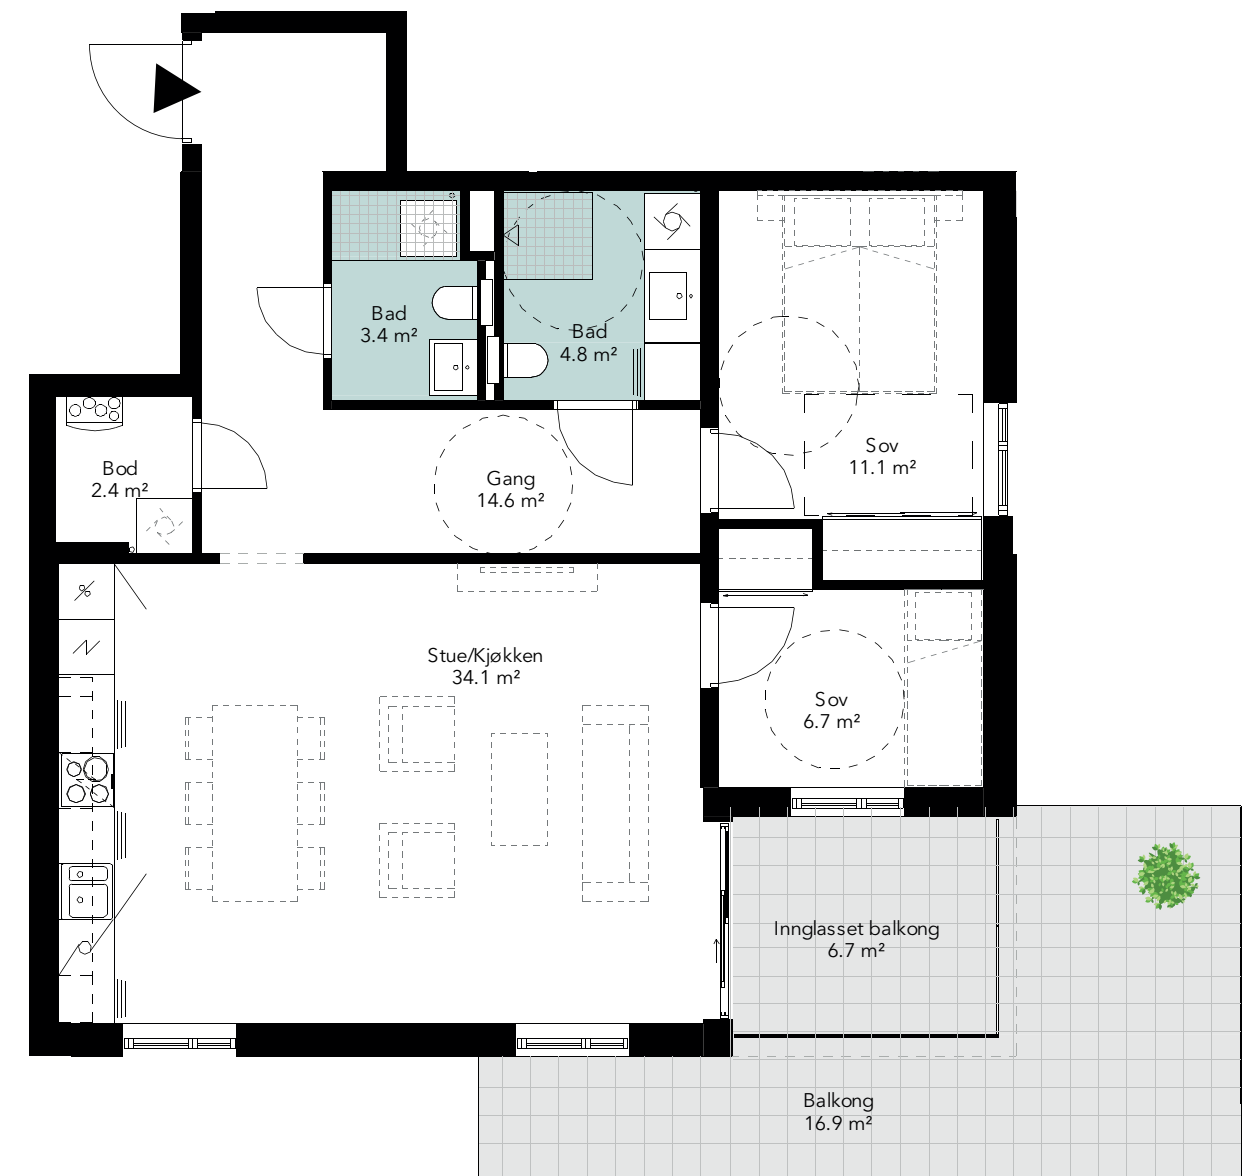 Bad
3.4 m²
Bad
4.8 m²
Sov
11.1 m²
Bod
2.4 m²
Gang
14.6 m²
Stue/Kjøkken
34.1 m²
Sov
6.7 m²
Innglasset balkong
6.7 m²
Balkong
16.9 m²